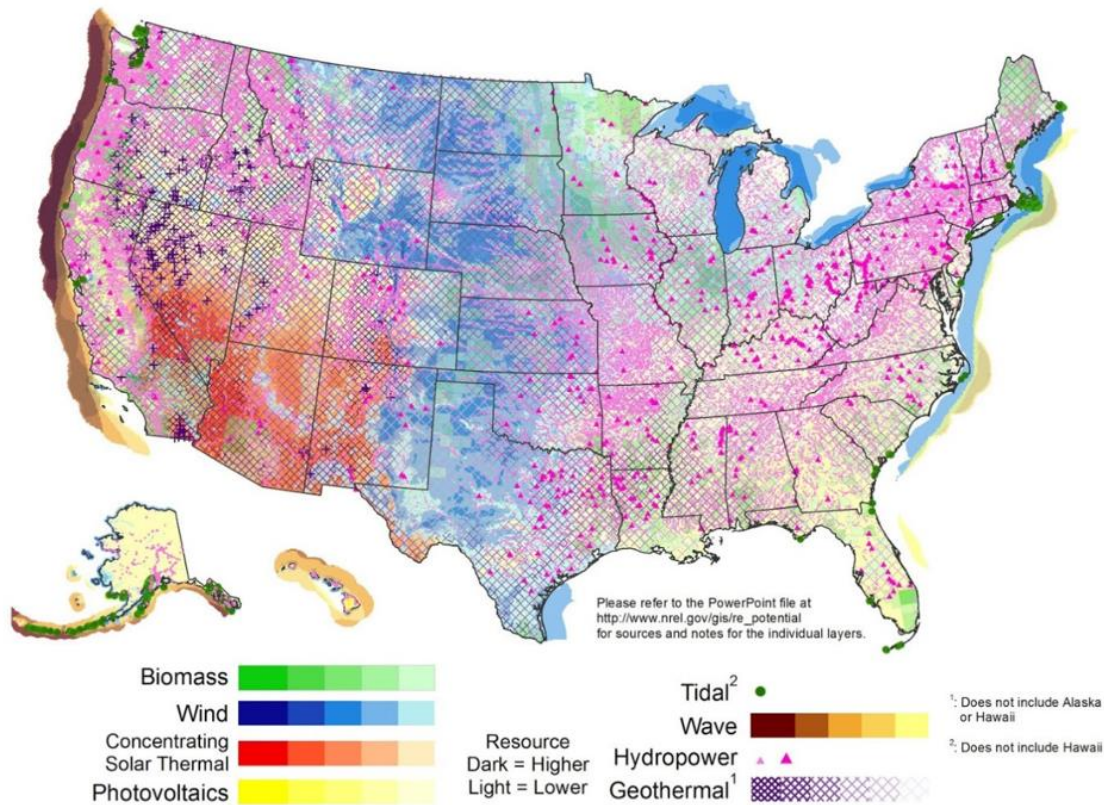 Please refer to the PowerPoint file at
http://www.nrel.gov/gis/re_potential
for sources and notes for the individual layers.
Biomass
Wind
Concentrating
Solar Thermal
Photovoltaics
Resource
Dark = Higher
Light = Lower
Tidal²
Wave
Hydropower
Geothermal¹
¹: Does not include Alaska
or Hawaii
²: Does not include Hawaii